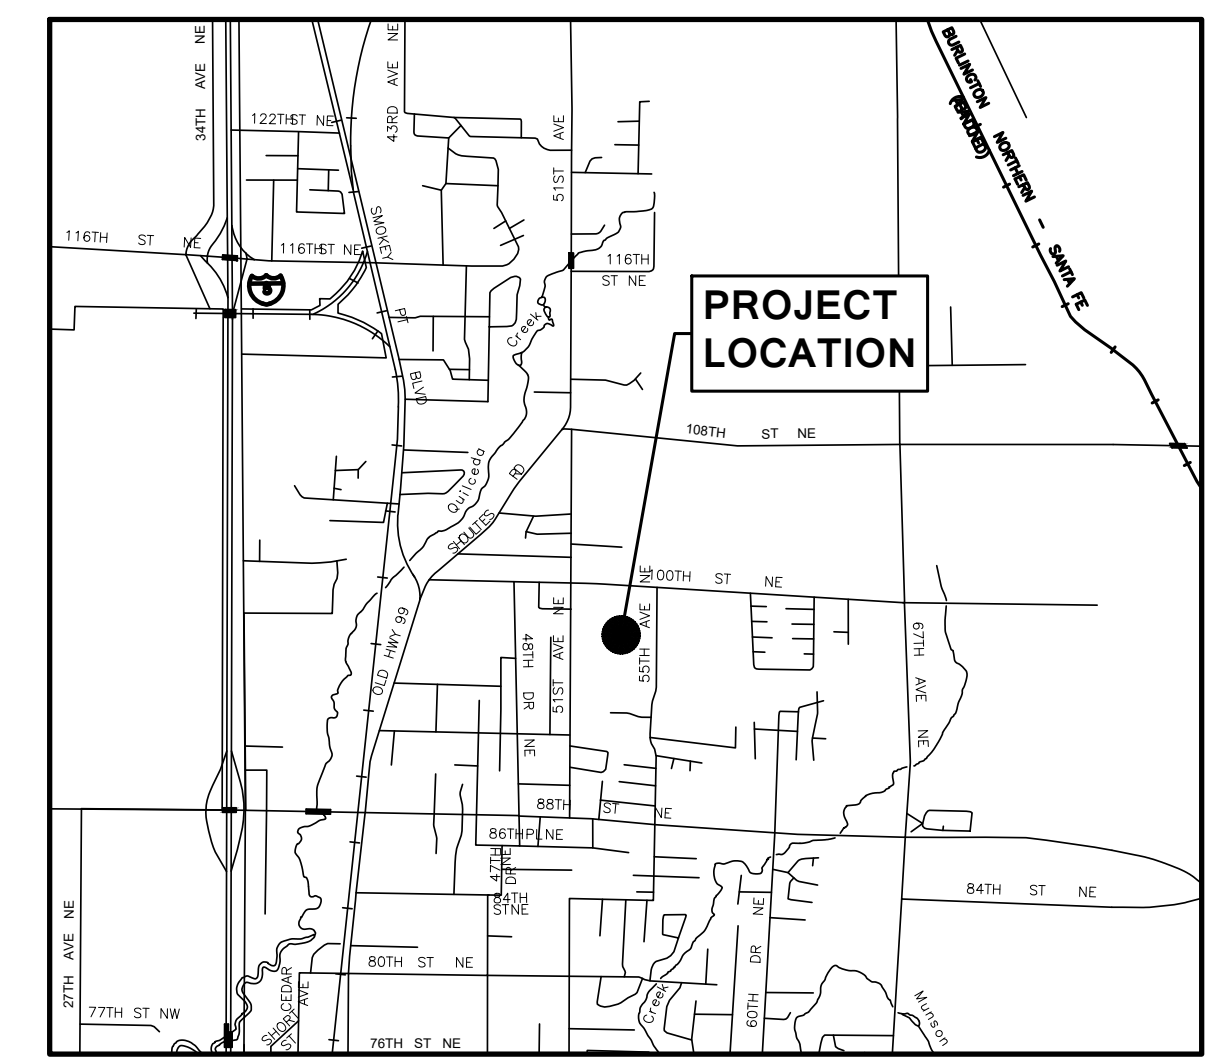 34TH AVE NE
43RD AVE NE
51ST AVE
BURLINGTON NORTHERN - SANTA FE
122TH ST NE
SMOKEY PT BLVD
116TH ST NE
116TH ST NE
116TH
ST NE
5
PROJECT
LOCATION
Quilceda Creek
108TH ST NE
SHOULTES RD
100TH ST NE
OLD HWY 99
48TH DR NE
51ST AVE NE
55TH AVE NE
67TH AVE NE
88TH ST NE
86TH PL NE
47TH
DR NE
84TH
ST NE
84TH ST NE
27TH AVE NE
80TH ST NE
CEDAR
AVE
SHORT
ST
60TH DR NE
Creek
Munson
77TH ST NW
76TH ST NE